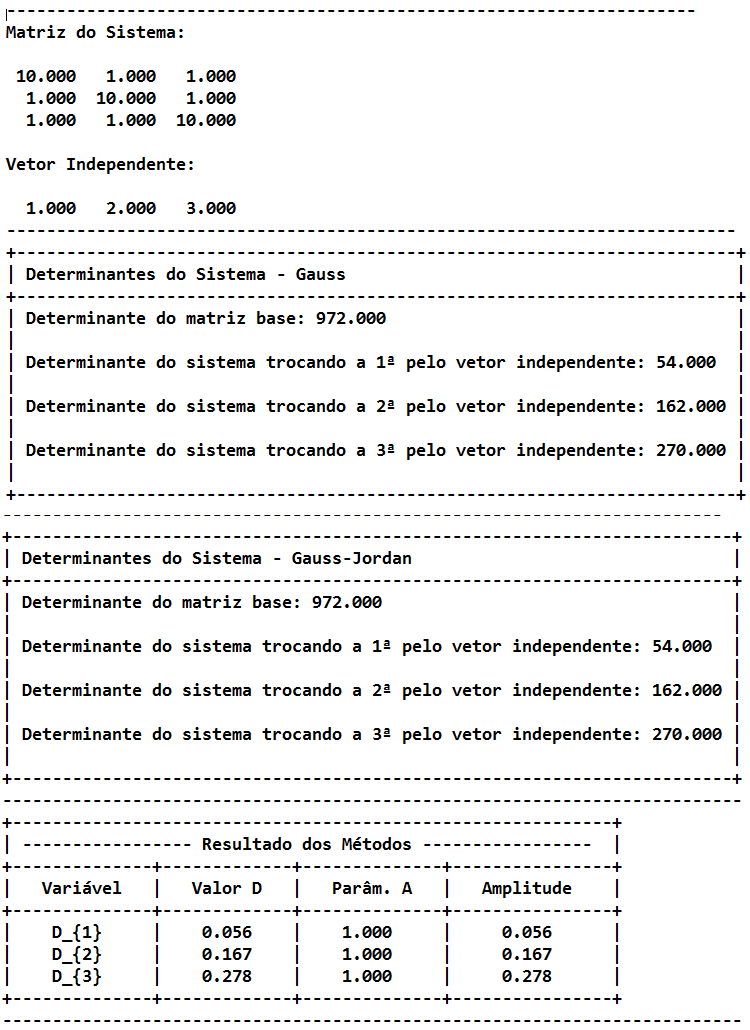 ---------------------------------------------------------------------
Matriz do Sistema:
 10.000   1.000   1.000
  1.000  10.000   1.000
  1.000   1.000  10.000
Vetor Independente:
  1.000   2.000   3.000
-------------------------------------------------------------------------
+------------------------------------------------------------------------+
| Determinantes do Sistema - Gauss                                       |
+------------------------------------------------------------------------+
| Determinante do matriz base: 972.000                                   |
|                                                                        |
| Determinante do sistema trocando a 1ª pelo vetor independente: 54.000  |
|                                                                        |
| Determinante do sistema trocando a 2ª pelo vetor independente: 162.000 |
|                                                                        |
| Determinante do sistema trocando a 3ª pelo vetor independente: 270.000 |
|                                                                        |
+------------------------------------------------------------------------+
------------------------------------------------------------------------
+------------------------------------------------------------------------+
| Determinantes do Sistema - Gauss-Jordan                                |
+------------------------------------------------------------------------+
| Determinante do matriz base: 972.000                                   |
|                                                                        |
| Determinante do sistema trocando a 1ª pelo vetor independente: 54.000  |
|                                                                        |
| Determinante do sistema trocando a 2ª pelo vetor independente: 162.000 |
|                                                                        |
| Determinante do sistema trocando a 3ª pelo vetor independente: 270.000 |
|                                                                        |
+------------------------------------------------------------------------+
--------------------------------------------------------------------------
+------------------------------------------------------------+
| ----------------- Resultado dos Métodos -----------------  |
+--------------+-------------+--------------+----------------+
|   Variável   |   Valor D   |   Parâm. A   |   Amplitude    |
+--------------+-------------+--------------+----------------+
|    D_{1}     |    0.056    |    1.000     |     0.056      |
|    D_{2}     |    0.167    |    1.000     |     0.167      |
|    D_{3}     |    0.278    |    1.000     |     0.278      |
+--------------+-------------+--------------+----------------+
--------------------------------------------------------------------------